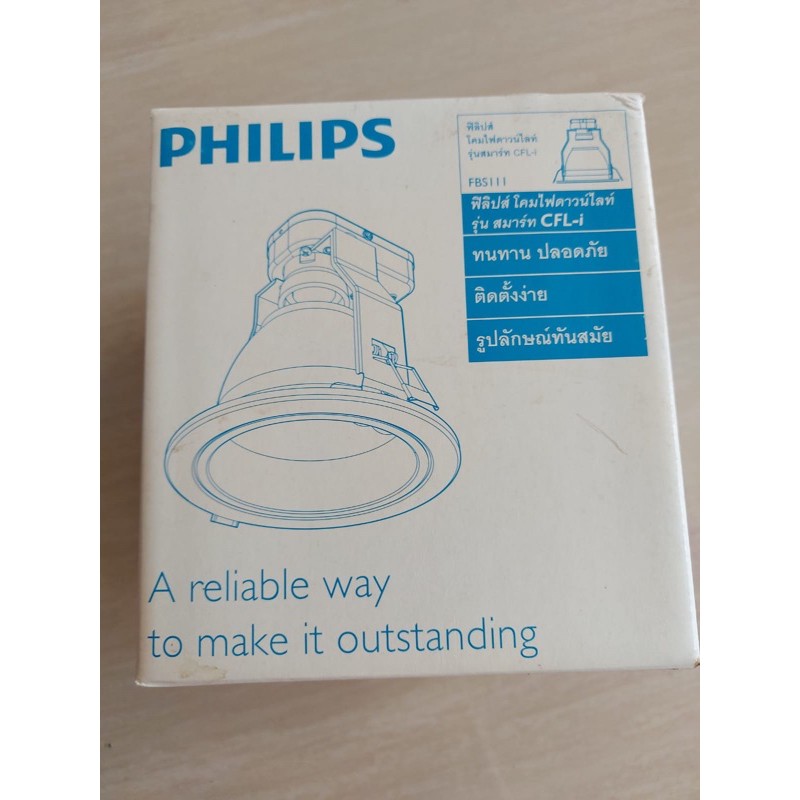 PHILIPS
ฟิลิปส์
โคมไฟดาวน์ไลท์
รุ่นสมาร์ท CFL-i
FBS111
ฟิลิปส์ โคมไฟดาวน์ไลท์
รุ่น สมาร์ท CFL-i
ทนทาน ปลอดภัย
ติดตั้งง่าย
รูปลักษณ์ทันสมัย
A reliable way
to make it outstanding